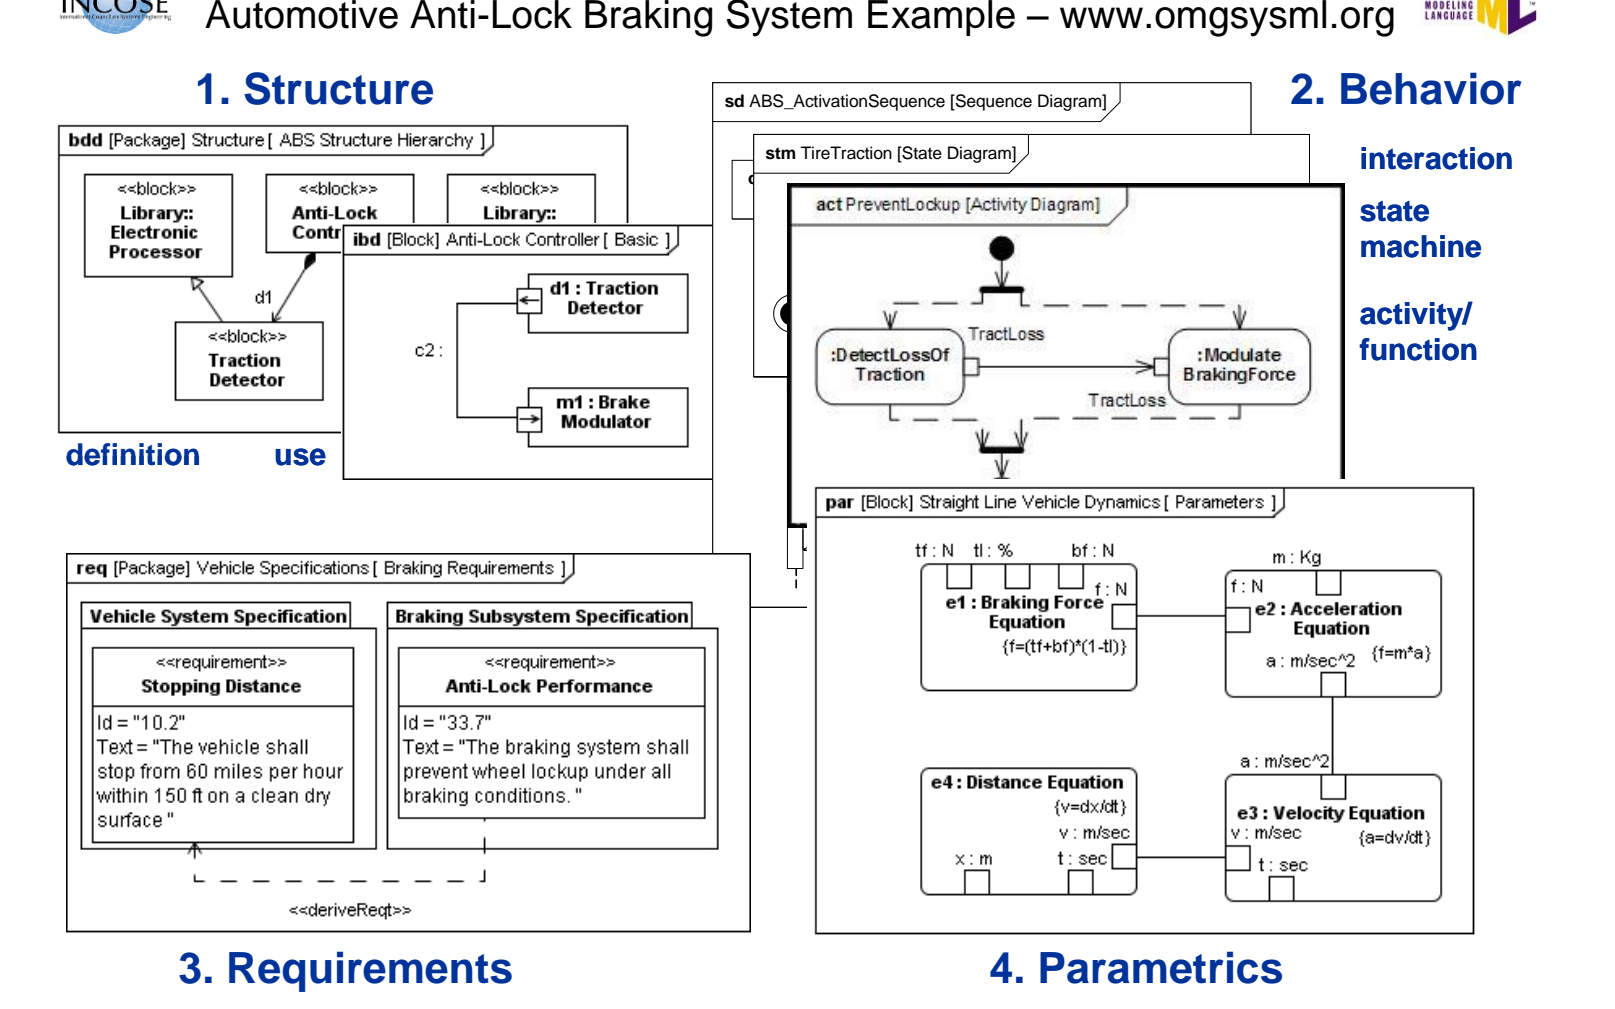 INCOSE
International Council on Systems Engineering
Automotive Anti-Lock Braking System Example – www.omgsysml.org
MODELING
LANGUAGE
ML
TM
1. Structure
2. Behavior
bdd [Package] Structure [ ABS Structure Hierarchy ]
<<block>>
Library::
Electronic
Processor
<<block>>
Anti-Lock
Contr
<<block>>
Library::
d1
<<block>>
Traction
Detector
definition
use
ibd [Block] Anti-Lock Controller [ Basic ]
d1 : Traction
Detector
c2 :
m1 : Brake
Modulator
sd ABS_ActivationSequence [Sequence Diagram]
stm TireTraction [State Diagram]
act PreventLockup [Activity Diagram]
TractLoss
:DetectLossOf
Traction
:Modulate
BrakingForce
TractLoss
interaction
state
machine
activity/
function
req [Package] Vehicle Specifications [ Braking Requirements ]
Vehicle System Specification
<<requirement>>
Stopping Distance
Id = "10.2"
Text = "The vehicle shall
stop from 60 miles per hour
within 150 ft on a clean dry
surface "
Braking Subsystem Specification
<<requirement>>
Anti-Lock Performance
Id = "33.7"
Text = "The braking system shall
prevent wheel lockup under all
braking conditions. "
<<deriveReqt>>
3. Requirements
par [Block] Straight Line Vehicle Dynamics [ Parameters ]
tf : N tl : % bf : N
f : N
e1 : Braking Force
Equation
{f=(tf+bf)*(1-tl)}
m : Kg
f : N
e2 : Acceleration
Equation
{f=m*a}
a : m/sec^2
a : m/sec^2
e3 : Velocity Equation
v : m/sec
{a=dv/dt}
t : sec
e4 : Distance Equation
{v=dx/dt}
v : m/sec
x : m
t : sec
4. Parametrics